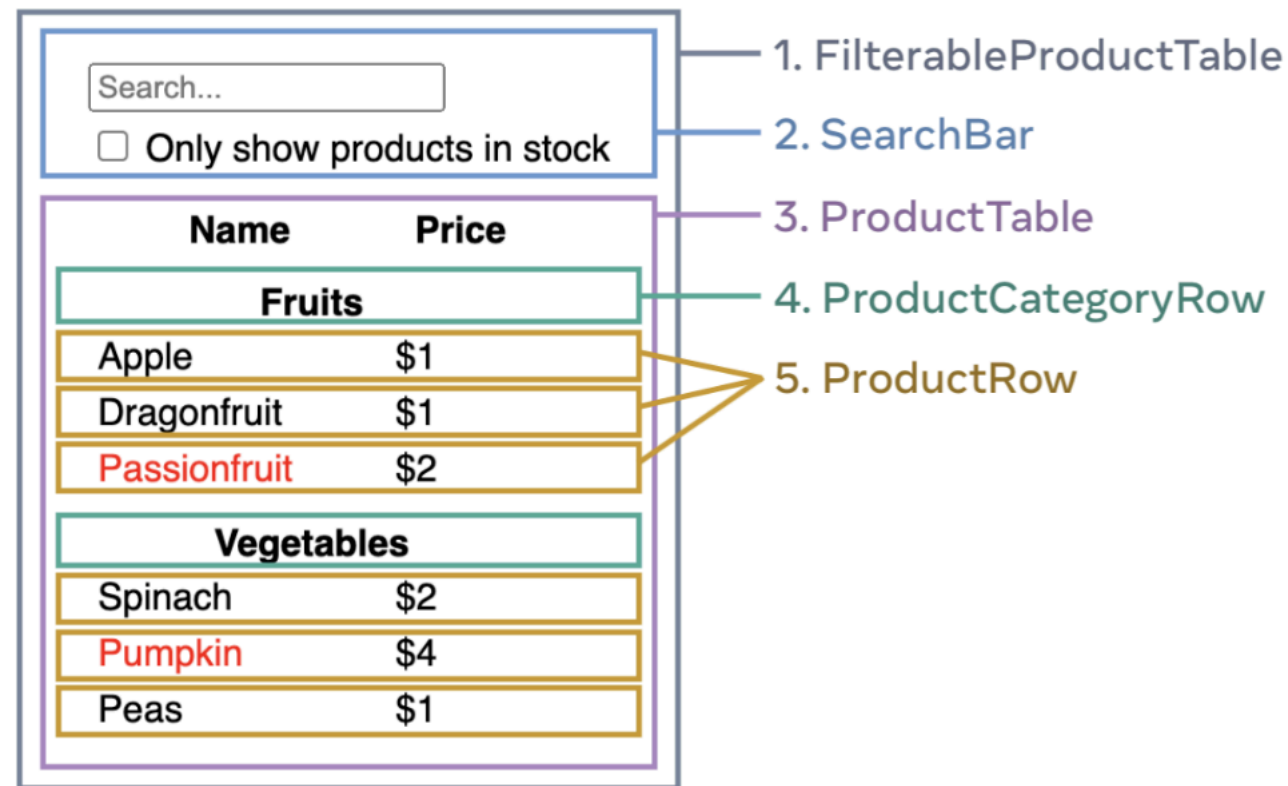 Search...
Only show products in stock
Name Price
Fruits
Apple $1
Dragonfruit $1
Passionfruit $2
Vegetables
Spinach $2
Pumpkin $4
Peas $1
1. FilterableProductTable
2. SearchBar
3. ProductTable
4. ProductCategoryRow
5. ProductRow